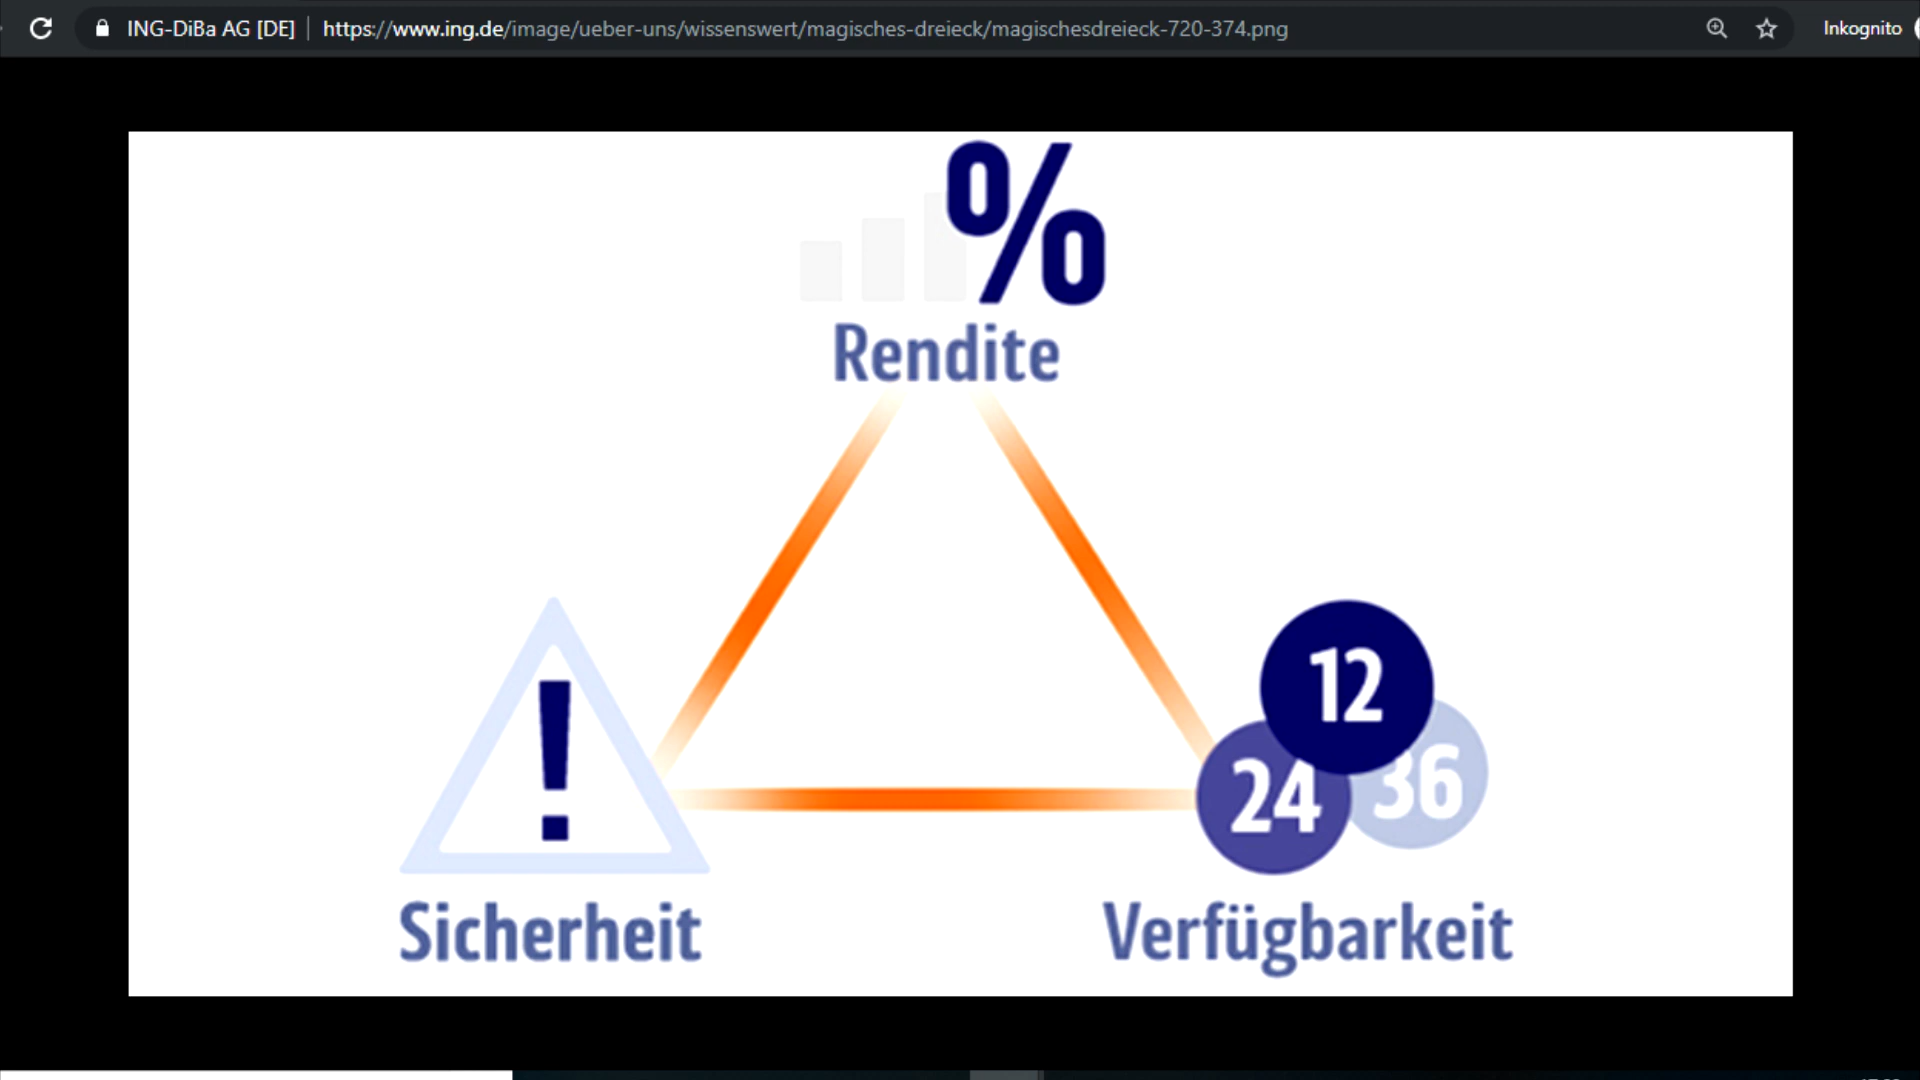 ING-DiBa AG [DE] | https://www.ing.de/image/ueber-uns/wissenswert/magisches-dreieck/magischesdreieck-720-374.png
Inkognito
%
Rendite
!
12
24
36
Sicherheit
Verfügbarkeit